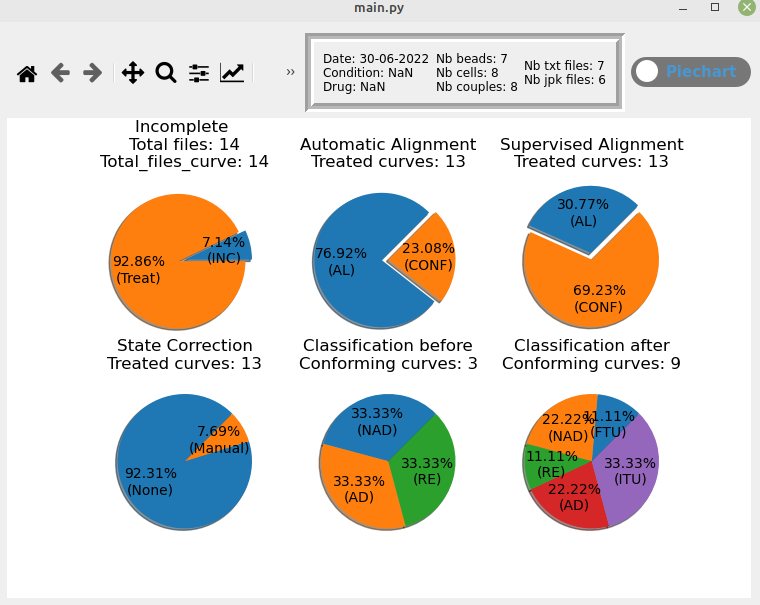 main.py
Date: 30-06-2022
Condition: NaN
Drug: NaN
Nb beads: 7
Nb cells: 8
Nb couples: 8
Nb txt files: 7
Nb jpk files: 6
Piechart
Incomplete
Total files: 14
Total_files_curve: 14
7.14%
(INC)
92.86%
(Treat)
Automatic Alignment
Treated curves: 13
76.92%
(AL)
23.08%
(CONF)
Supervised Alignment
Treated curves: 13
30.77%
(AL)
69.23%
(CONF)
State Correction
Treated curves: 13
7.69%
(Manual)
92.31%
(None)
Classification before
Conforming curves: 3
33.33%
(NAD)
33.33%
(RE)
33.33%
(AD)
Classification after
Conforming curves: 9
22.22%
(NAD)
11.11%
(FTU)
11.11%
(RE)
33.33%
(ITU)
22.22%
(AD)